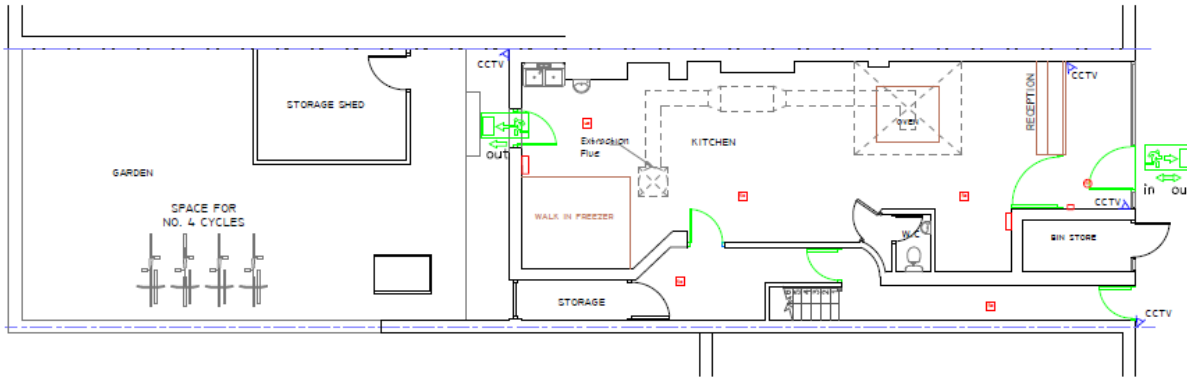 CCTV
CCTV
STORAGE SHED
RECEPTION
OVEN
out
Extraction
Flue
KITCHEN
GARDEN
in out
SPACE FOR
NO. 4 CYCLES
WALK IN FREEZER
CCTV
W.C
BIN STORE
STORAGE
CCTV